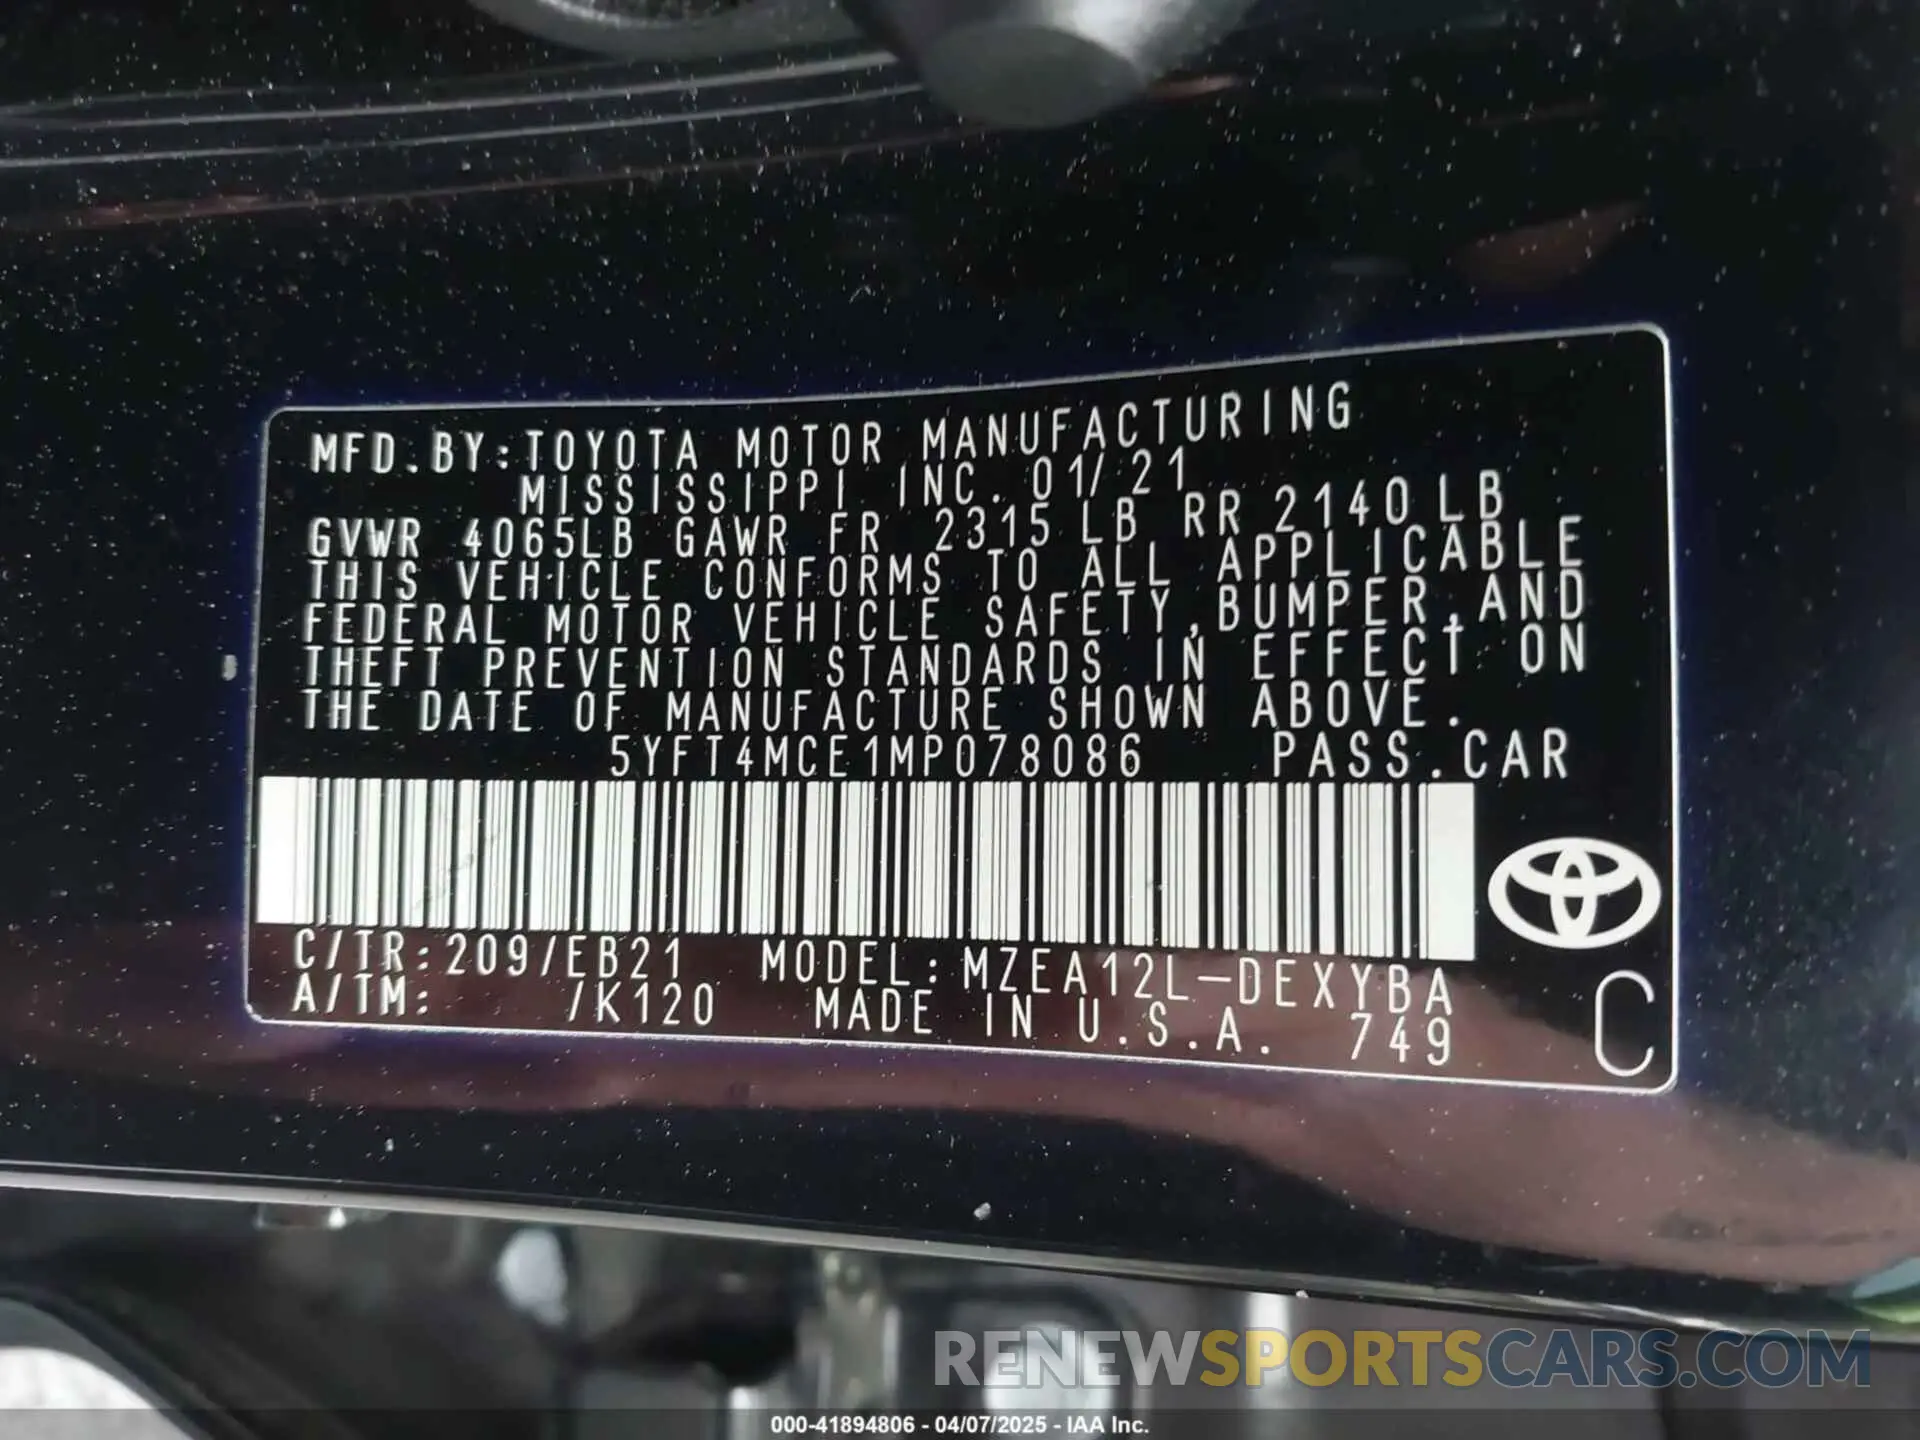 MFD.BY:TOYOTA MOTOR MANUFACTURING
MISSISSIPPI INC. 01/21
GVWR 4065LB GAWR FR 2315LB RR 2140LB
THIS VEHICLE CONFORMS TO ALL APPLICABLE
FEDERAL MOTOR VEHICLE SAFETY,BUMPER,AND
THEFT PREVENTION STANDARDS IN EFFECT ON
THE DATE OF MANUFACTURE SHOWN ABOVE.
5YFT4MCE1MP078086 PASS.CAR
C/TR:209/EB21 MODEL:MZEA12L-DEXYBA
A/TM: /K120 MADE IN U.S.A. 749
C
RENEWSPORTSCARS.COM
000-41894806 - 04/07/2025 - IAA Inc.